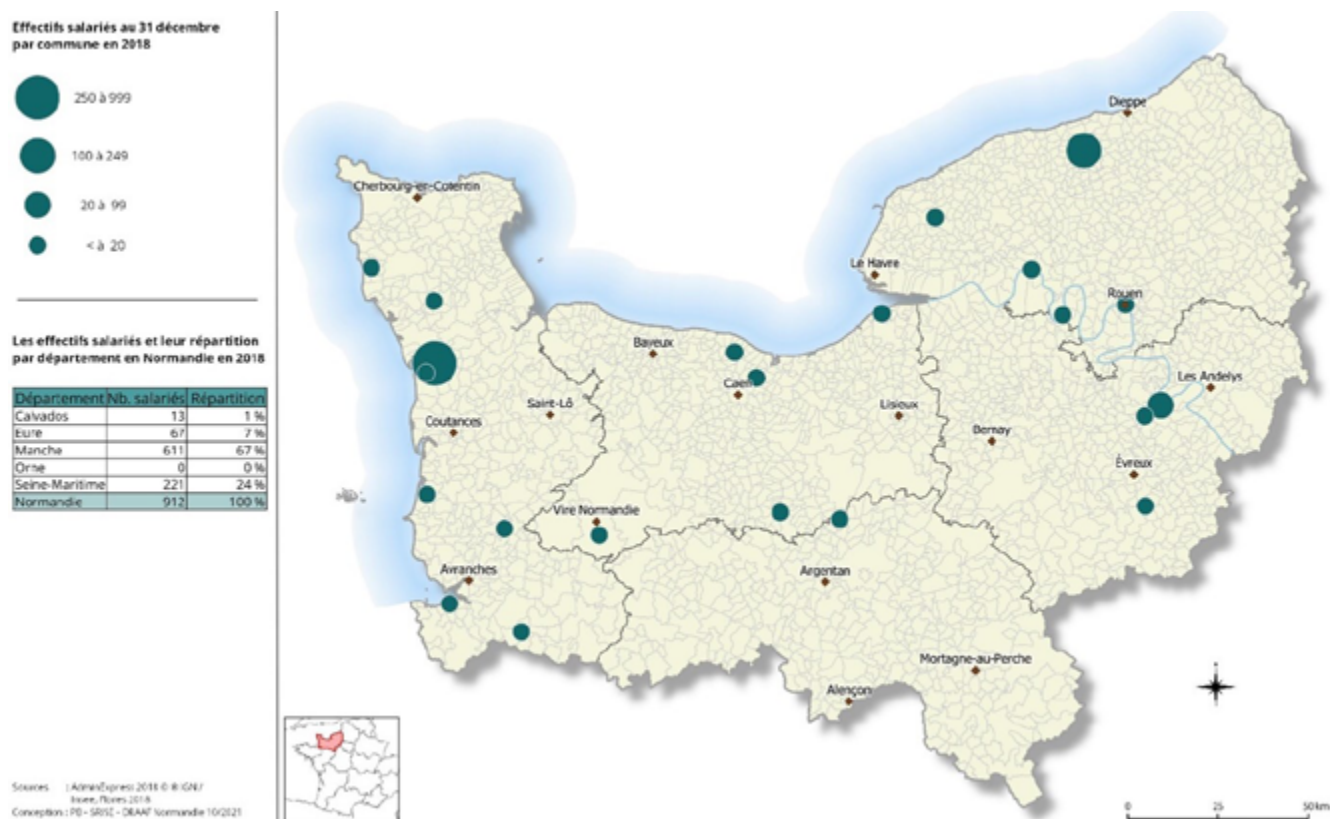 Effectifs salariés au 31 décembre
par commune en 2018
250 à 999
100 à 249
20 à 99
< à 20
Les effectifs salariés et leur répartition
par département en Normandie en 2018
Département Nb. salariés Répartition
Calvados 13 1 %
Eure 67 7 %
Manche 611 67 %
Orne 0 0 %
Seine-Maritime 221 24 %
Normandie 912 100 %
Sources : AdminExpress 2018 © ® IGN /
Insee, Flores 2018
Conception : PB - SRISE - DRAAF Normandie 10/2021
Dieppe
Cherbourg-en-Cotentin
Le Havre
Rouen
Bayeux
Caen
Les Andelys
Saint-Lô
Lisieux
Coutances
Bernay
Évreux
Vire Normandie
Avranches
Argentan
Mortagne-au-Perche
Alençon
0 25 50 km